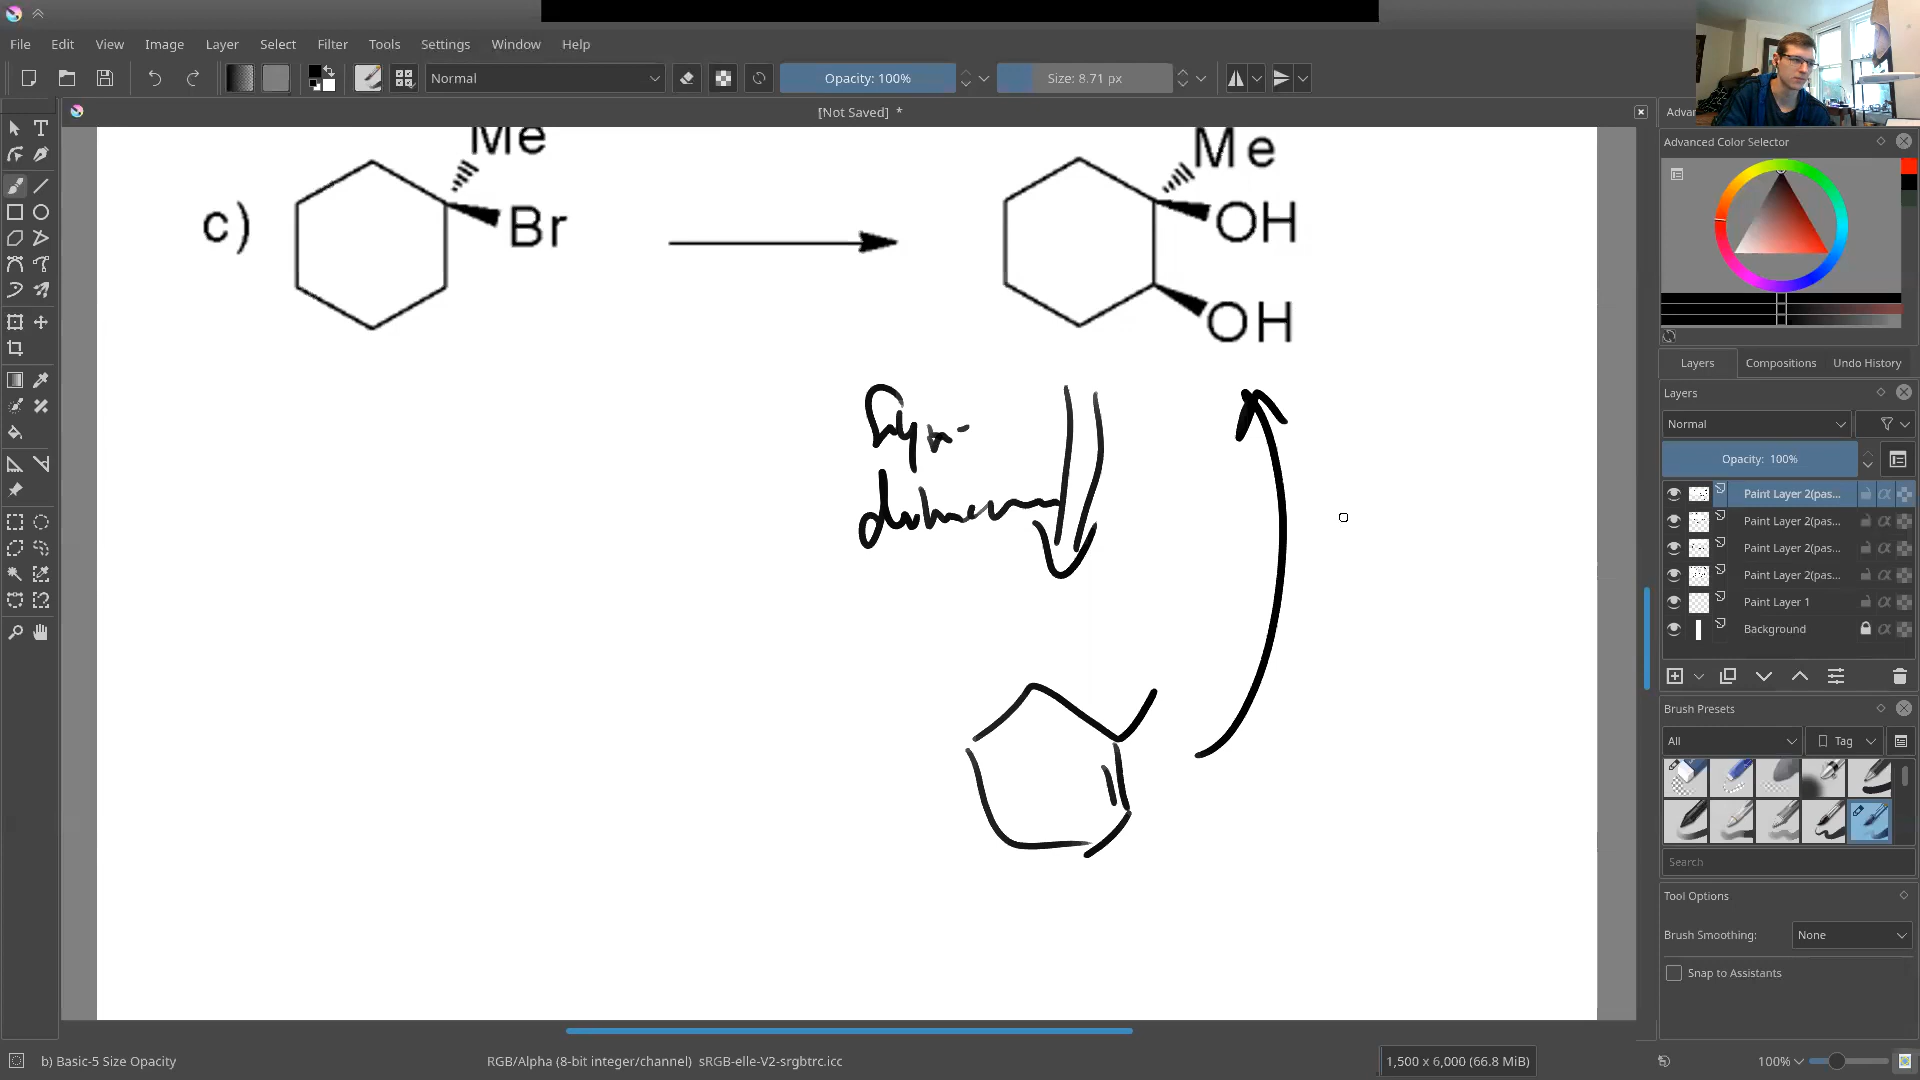 File Edit View Image Layer Select Filter Tools Settings Window Help
Normal
Opacity: 100%
Size: 8.71 px
[Not Saved] *
c)
Me
Br
Me
OH
OH
Syn
Advanced Color Selector
Layers Compositions Undo History
Layers
Normal
Opacity: 100%
Paint Layer 2(pas...
Paint Layer 2(pas...
Paint Layer 2(pas...
Paint Layer 2(pas...
Paint Layer 1
Background
Brush Presets
All
Tag
Search
Tool Options
Brush Smoothing: None
Snap to Assistants
b) Basic-5 Size Opacity
RGB/Alpha (8-bit integer/channel) sRGB-elle-V2-srgbtrc.icc
1,500 x 6,000 (66.8 MiB)
100%